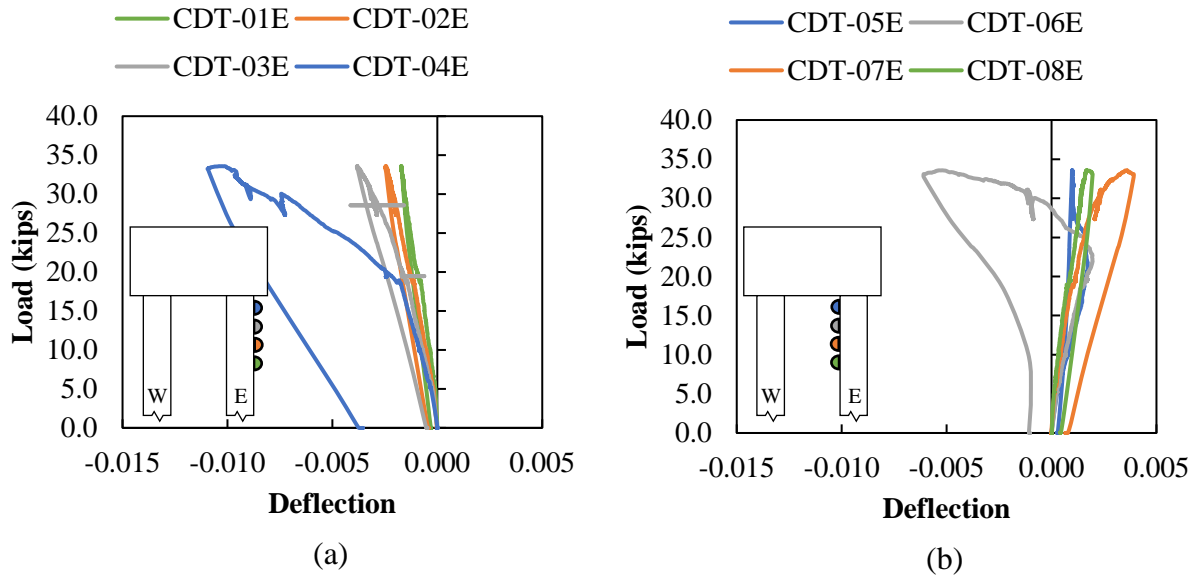 CDT-01E CDT-02E
CDT-03E CDT-04E
40.0
35.0
30.0
25.0
20.0
15.0
10.0
5.0
0.0
Load (kips)
W E
-0.015 -0.010 -0.005 0.000 0.005
Deflection
(a)
CDT-05E CDT-06E
CDT-07E CDT-08E
40.0
35.0
30.0
25.0
20.0
15.0
10.0
5.0
0.0
Load (kips)
W E
-0.015 -0.010 -0.005 0.000 0.005
Deflection
(b)